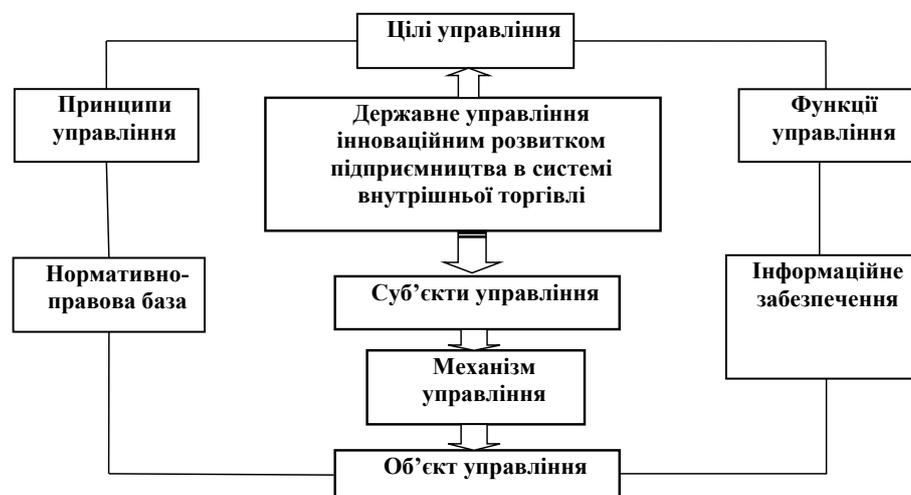 Цілі управління
Принципи
управління
Державне управління
інноваційним розвитком
підприємництва в системі
внутрішньої торгівлі
Функції
управління
Нормативно-
правова база
Суб’єкти управління
Інформаційне
забезпечення
Механізм
управління
Об’єкт управління